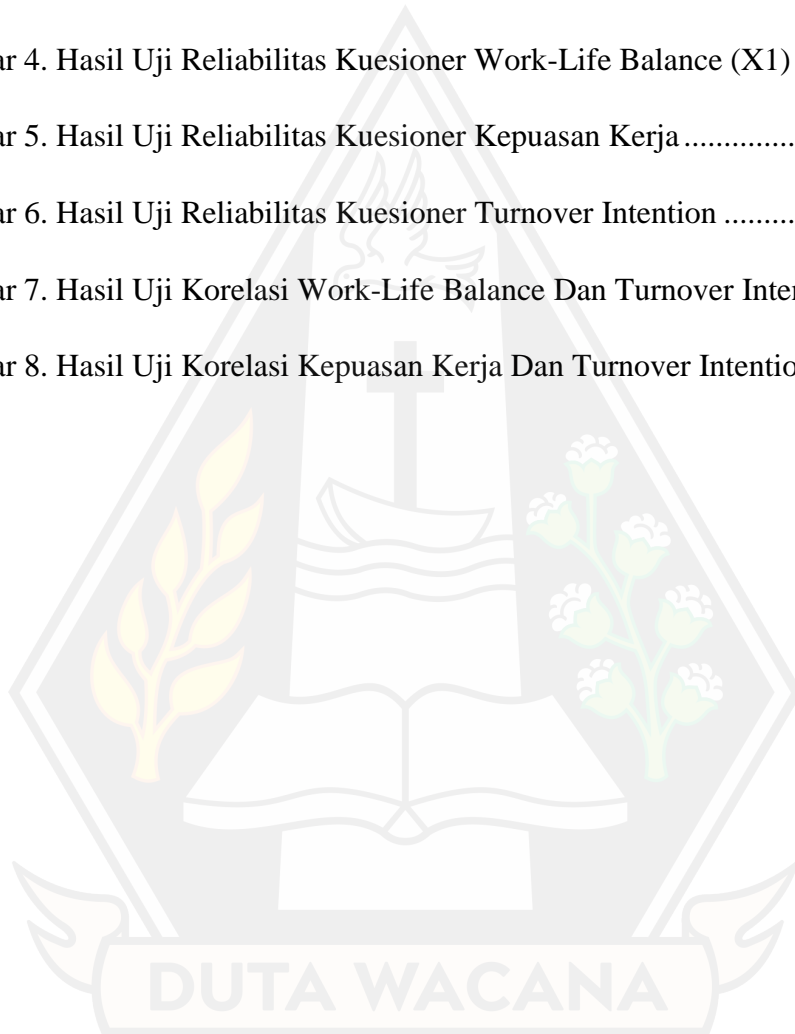 ar 4. Hasil Uji Reliabilitas Kuesioner Work-Life Balance (X1)
ar 5. Hasil Uji Reliabilitas Kuesioner Kepuasan Kerja..............
ar 6. Hasil Uji Reliabilitas Kuesioner Turnover Intention .........
ar 7. Hasil Uji Korelasi Work-Life Balance Dan Turnover Inter
ar 8. Hasil Uji Korelasi Kepuasan Kerja Dan Turnover Intentio
DUTA WACANA